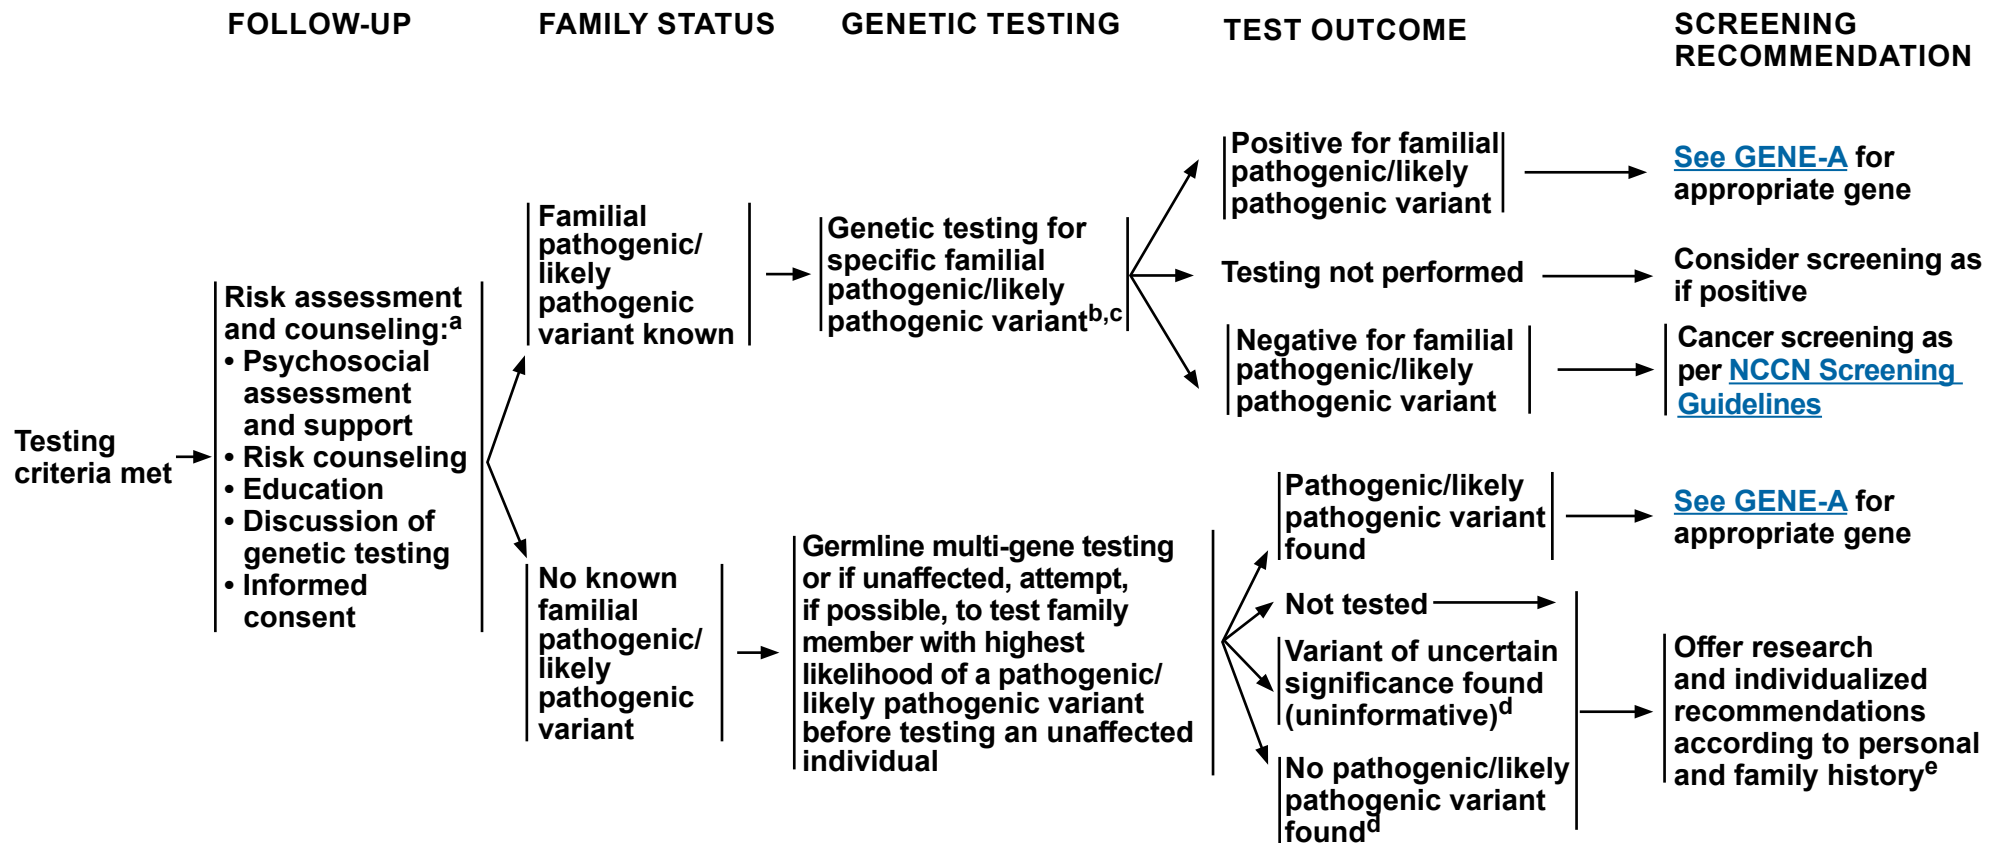 FOLLOW-UP
FAMILY STATUS
GENETIC TESTING
TEST OUTCOME
SCREENING
RECOMMENDATION
Testing
criteria met
Risk assessment
and counseling:a
• Psychosocial
assessment
and support
• Risk counseling
• Education
• Discussion of
genetic testing
• Informed
consent
Familial
pathogenic/
likely
pathogenic
variant known
Genetic testing for
specific familial
pathogenic/likely
pathogenic variantb,c
Positive for familial
pathogenic/likely
pathogenic variant
See GENE-A for
appropriate gene
Testing not performed
Consider screening as
if positive
Negative for familial
pathogenic/likely
pathogenic variant
Cancer screening as
per NCCN Screening
Guidelines
No known
familial
pathogenic/
likely
pathogenic
variant
Germline multi-gene testing
or if unaffected, attempt,
if possible, to test family
member with highest
likelihood of a pathogenic/
likely pathogenic variant
before testing an unaffected
individual
Pathogenic/likely
pathogenic variant
found
See GENE-A for
appropriate gene
Not tested
Variant of uncertain
significance found
(uninformative)d
No pathogenic/likely
pathogenic variant
foundd
Offer research
and individualized
recommendations
according to personal
and family historye